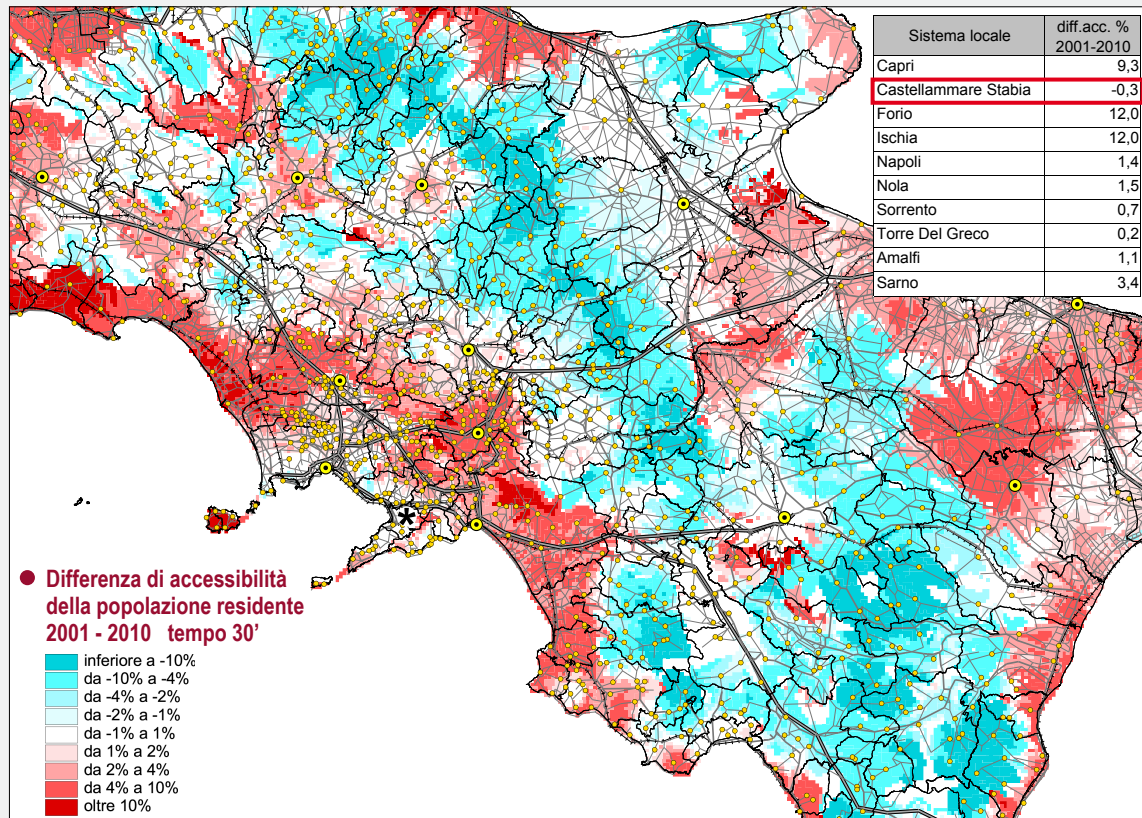 Sistema locale diff.acc. % 2001-2010
Capri 9,3
Castellammare Stabia -0,3
Forio 12,0
Ischia 12,0
Napoli 1,4
Nola 1,5
Sorrento 0,7
Torre Del Greco 0,2
Amalfi 1,1
Sarno 3,4
*
Differenza di accessibilità
della popolazione residente
2001 - 2010 tempo 30'
inferiore a -10%
da -10% a -4%
da -4% a -2%
da -2% a -1%
da -1% a 1%
da 1% a 2%
da 2% a 4%
da 4% a 10%
oltre 10%